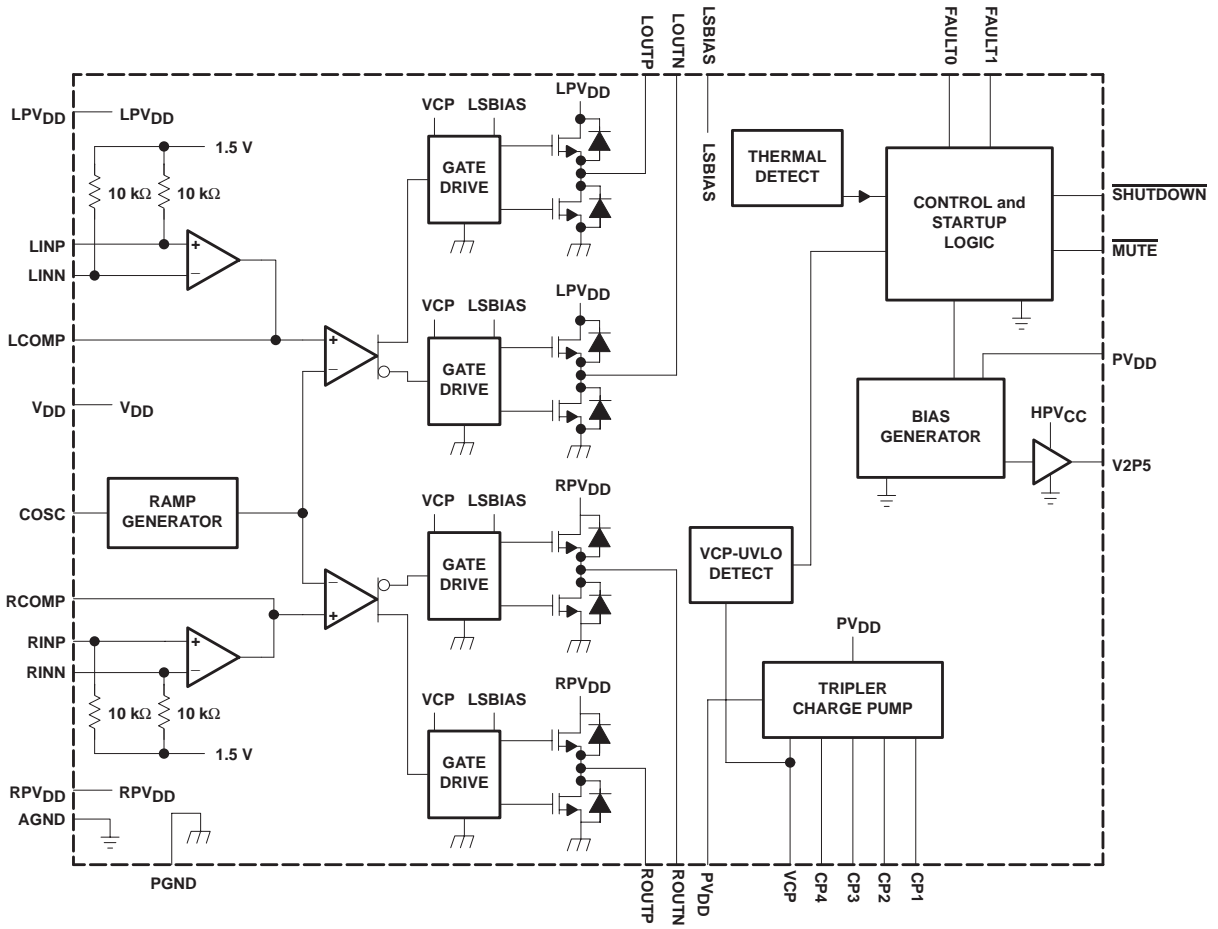 LOUTP
LOUTN
LSBIAS
FAULT0
FAULT1
LPVDD
LPVDD
1.5 V
10 kΩ
10 kΩ
LINP
LINN
+
−
LCOMP
+
−
VDD
VDD
COSC
RAMP
GENERATOR
RCOMP
−
+
RINP
RINN
+
−
10 kΩ
10 kΩ
1.5 V
RPVDD
RPVDD
AGND
PGND
VCP
LSBIAS
GATE
DRIVE
LPVDD
VCP
LSBIAS
GATE
DRIVE
LPVDD
VCP
LSBIAS
GATE
DRIVE
RPVDD
VCP
LSBIAS
GATE
DRIVE
RPVDD
LSBIAS
THERMAL
DETECT
CONTROL and
STARTUP
LOGIC
SHUTDOWN
MUTE
PVDD
BIAS
GENERATOR
HPVCC
V2P5
VCP-UVLO
DETECT
PVDD
TRIPLER
CHARGE PUMP
ROUTP
ROUTN
PVDD
VCP
CP4
CP3
CP2
CP1